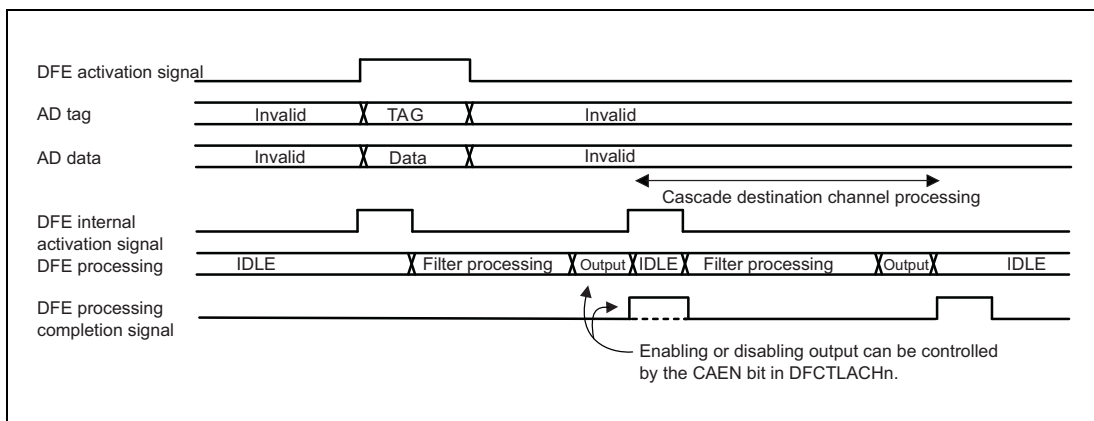 DFE activation signal
AD tag
Invalid
TAG
Invalid
AD data
Invalid
Data
Invalid
Cascade destination channel processing
DFE internal
activation signal
DFE processing
IDLE
Filter processing
Output
IDLE
Filter processing
Output
IDLE
DFE processing
completion signal
Enabling or disabling output can be controlled
by the CAEN bit in DFCTLACHn.